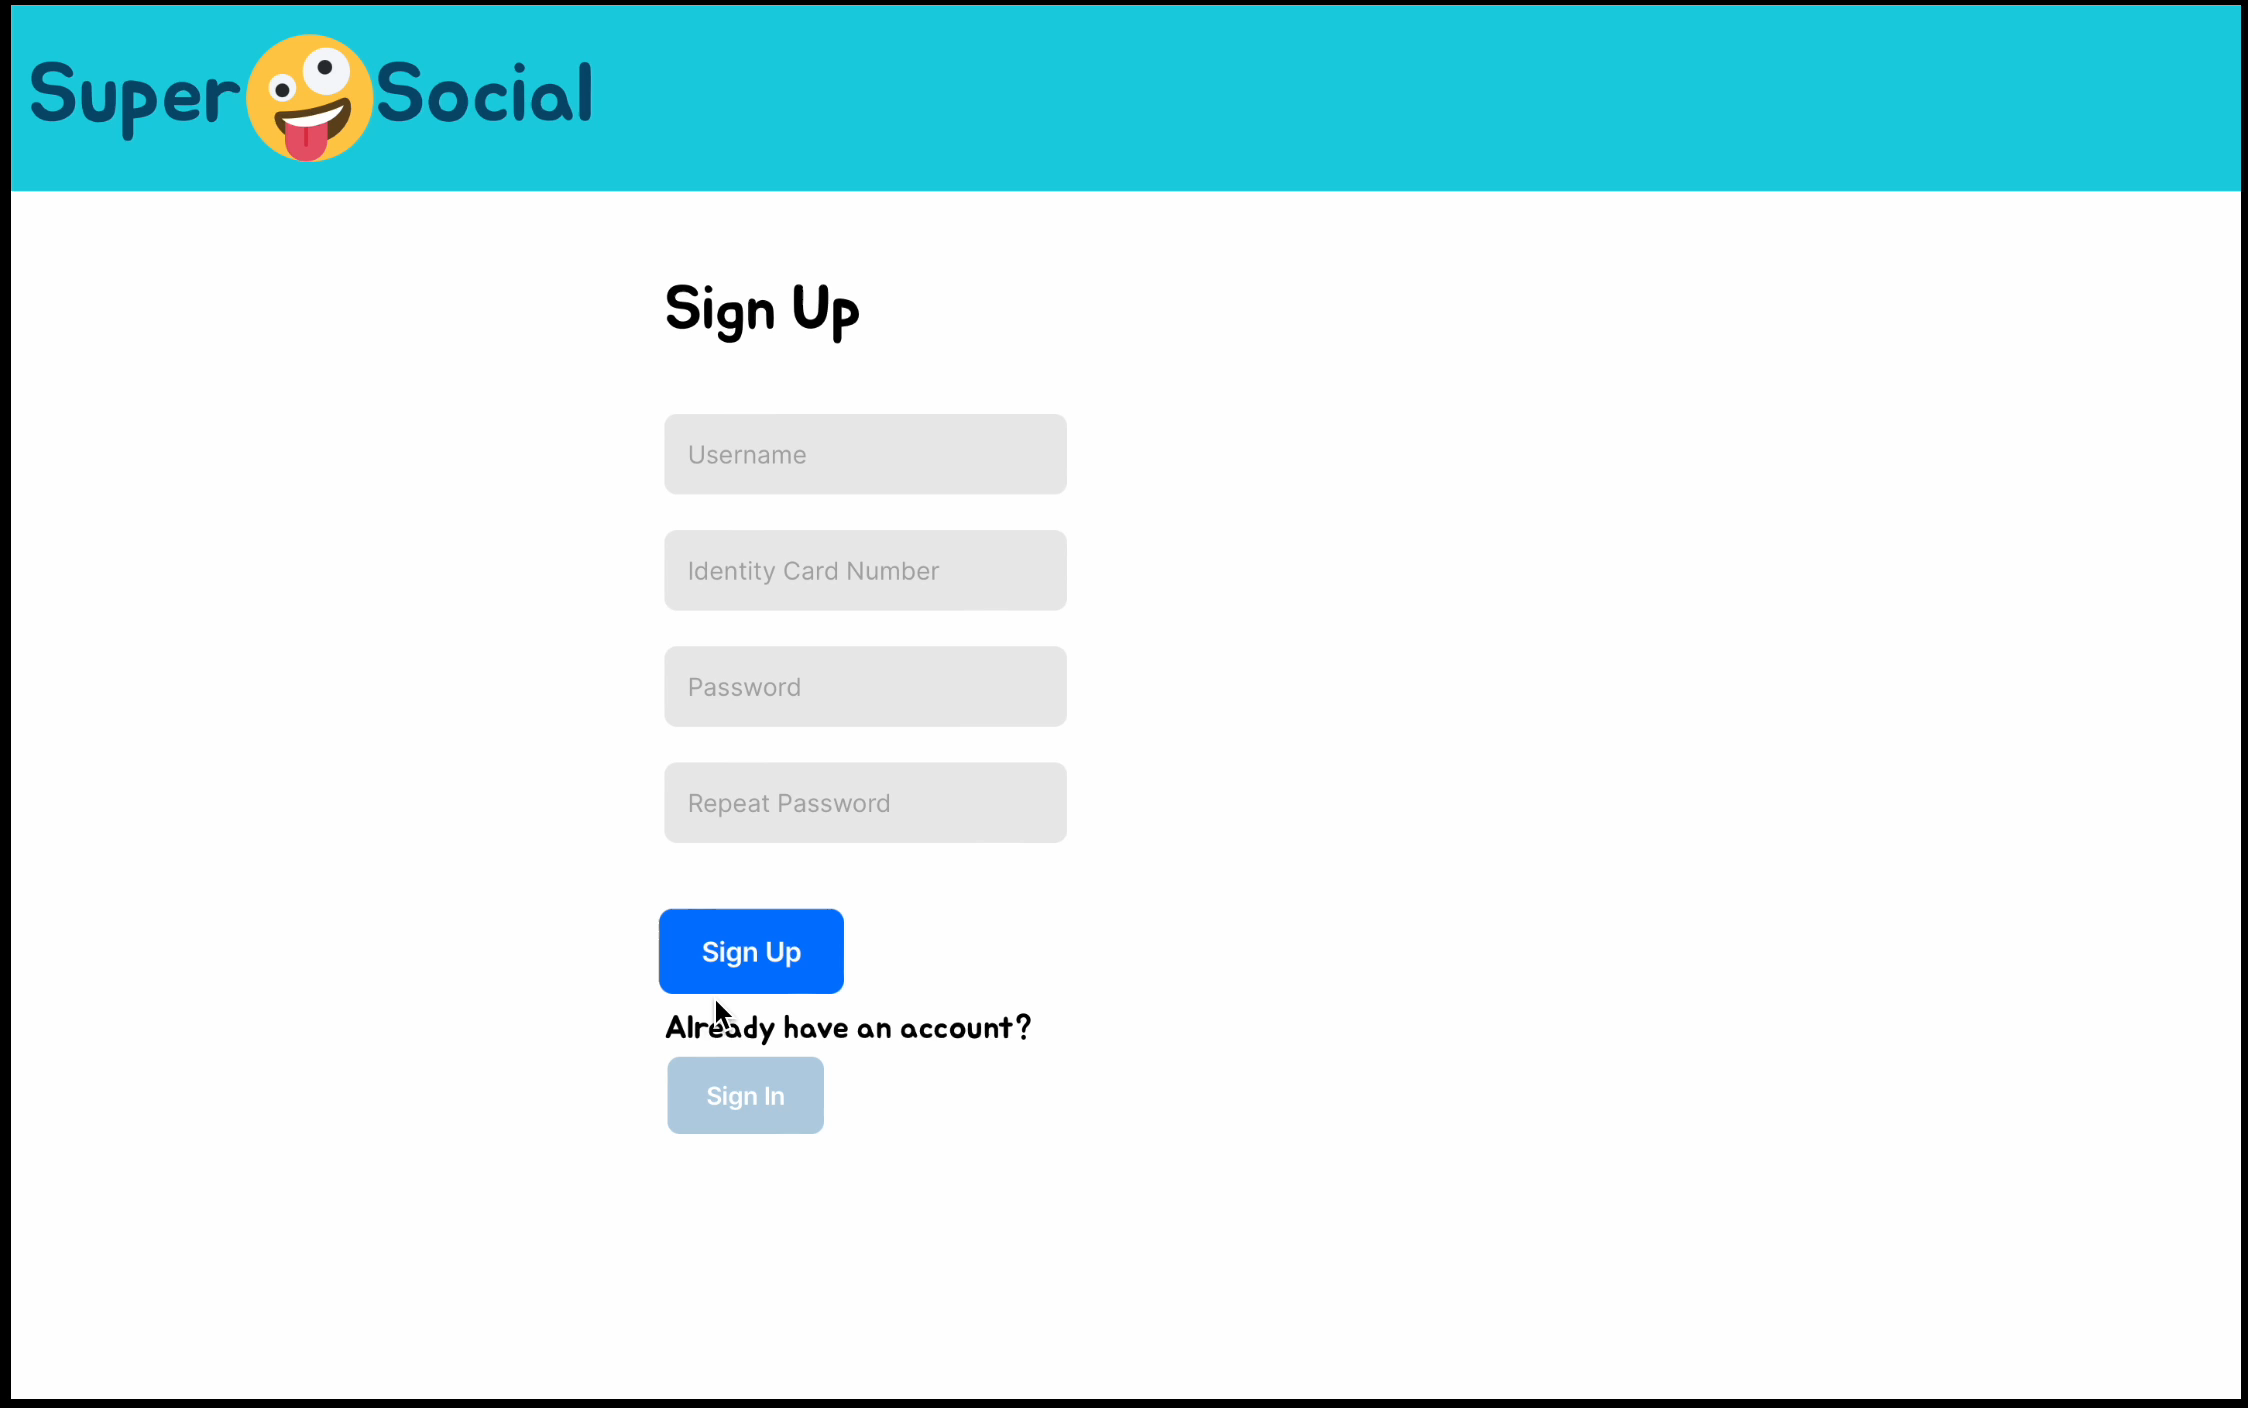 Super Social
Sign Up
Username
Identity Card Number
Password
Repeat Password
Sign Up
Already have an account?
Sign In